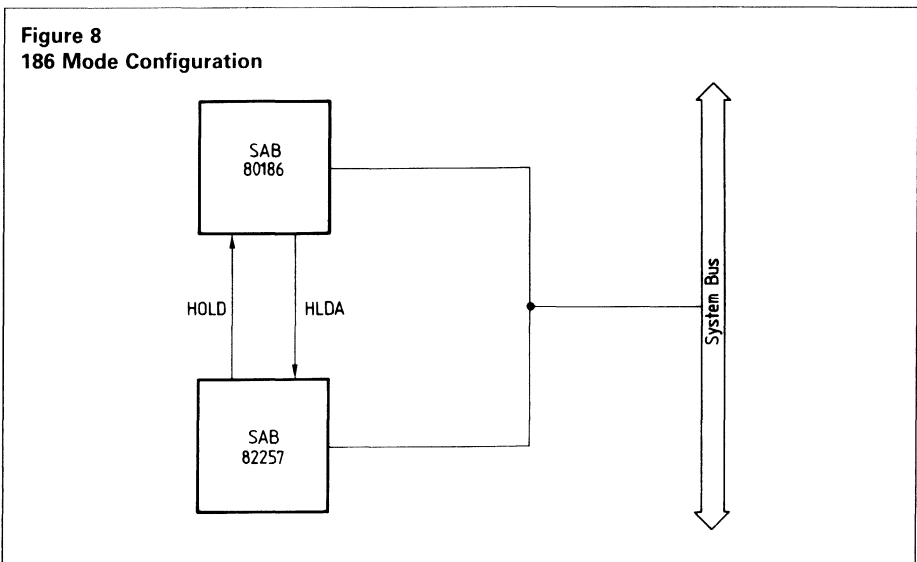 Figure 8
186 Mode Configuration
SAB
80186
HOLD
HLDA
SAB
82257
System Bus